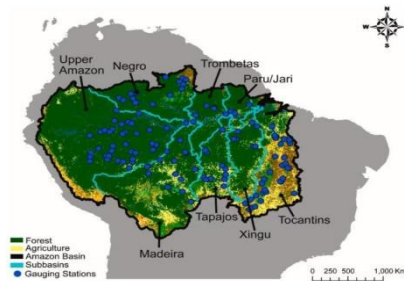 N
W E
S
Upper
Amazon
Negro
Trombetas
Paru/Jari
Tapajos
Xingu
Tocantins
Madeira
Forest
Agriculture
Amazon Basin
Subbasins
Gauging Stations
0 250 500 1,000 Km